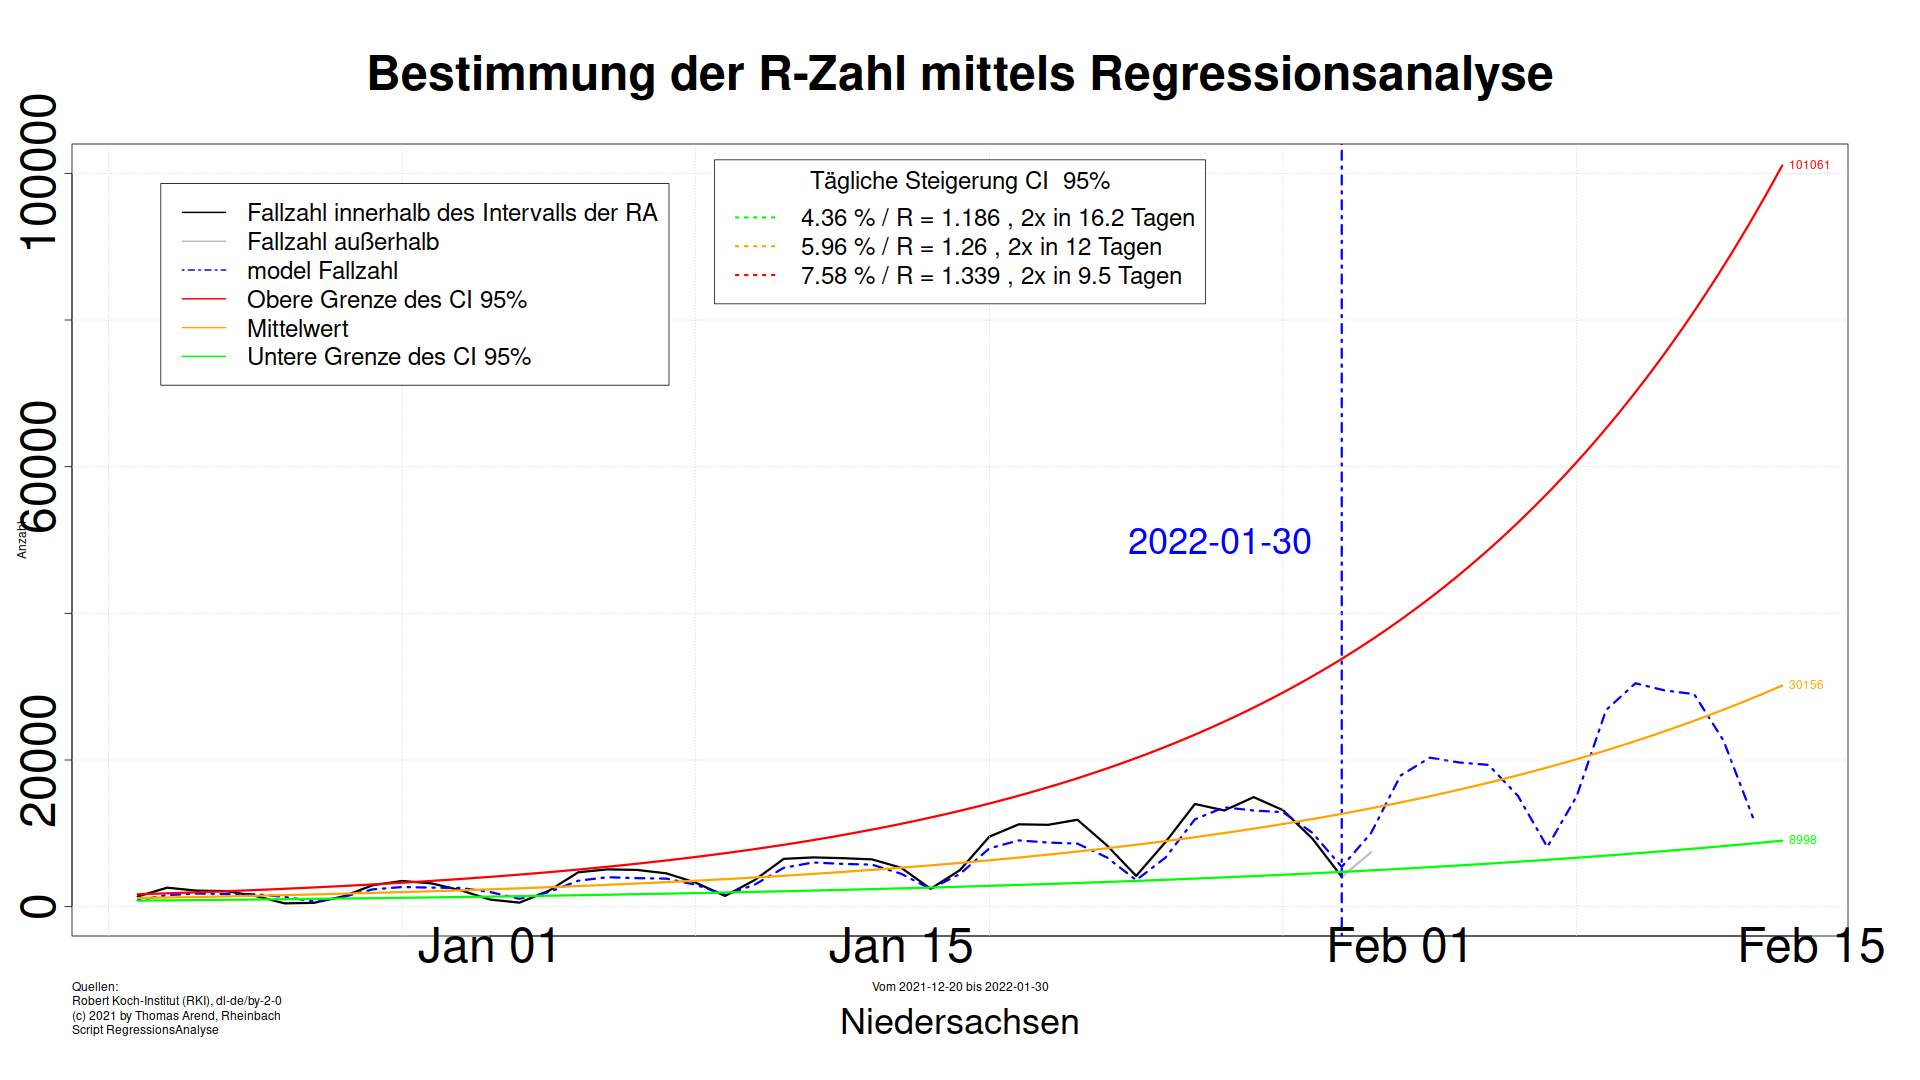 Bestimmung der R-Zahl mittels Regressionsanalyse
100000
60000
20000
0
Anzahl
Fallzahl innerhalb des Intervalls der RA
Fallzahl außerhalb
model Fallzahl
Obere Grenze des CI 95%
Mittelwert
Untere Grenze des CI 95%
Tägliche Steigerung CI  95%
4.36 % / R = 1.186 , 2x in 16.2 Tagen
5.96 % / R = 1.26 , 2x in 12 Tagen
7.58 % / R = 1.339 , 2x in 9.5 Tagen
101061
2022-01-30
30156
8998
Jan 01
Jan 15
Feb 01
Feb 15
Quellen:
Robert Koch-Institut (RKI), dl-de/by-2-0
(c) 2021 by Thomas Arend, Rheinbach
Script RegressionsAnalyse
Vom 2021-12-20 bis 2022-01-30
Niedersachsen